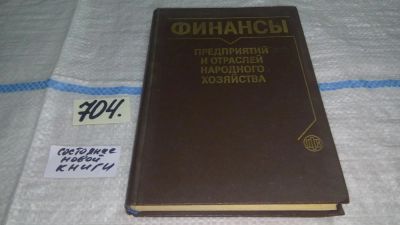 ФИНАНСЫ
ПРЕДПРИЯТИЙ
И ОТРАСЛЕЙ
НАРОДНОГО
ХОЗЯЙСТВА
704.
состояние
новой
книги